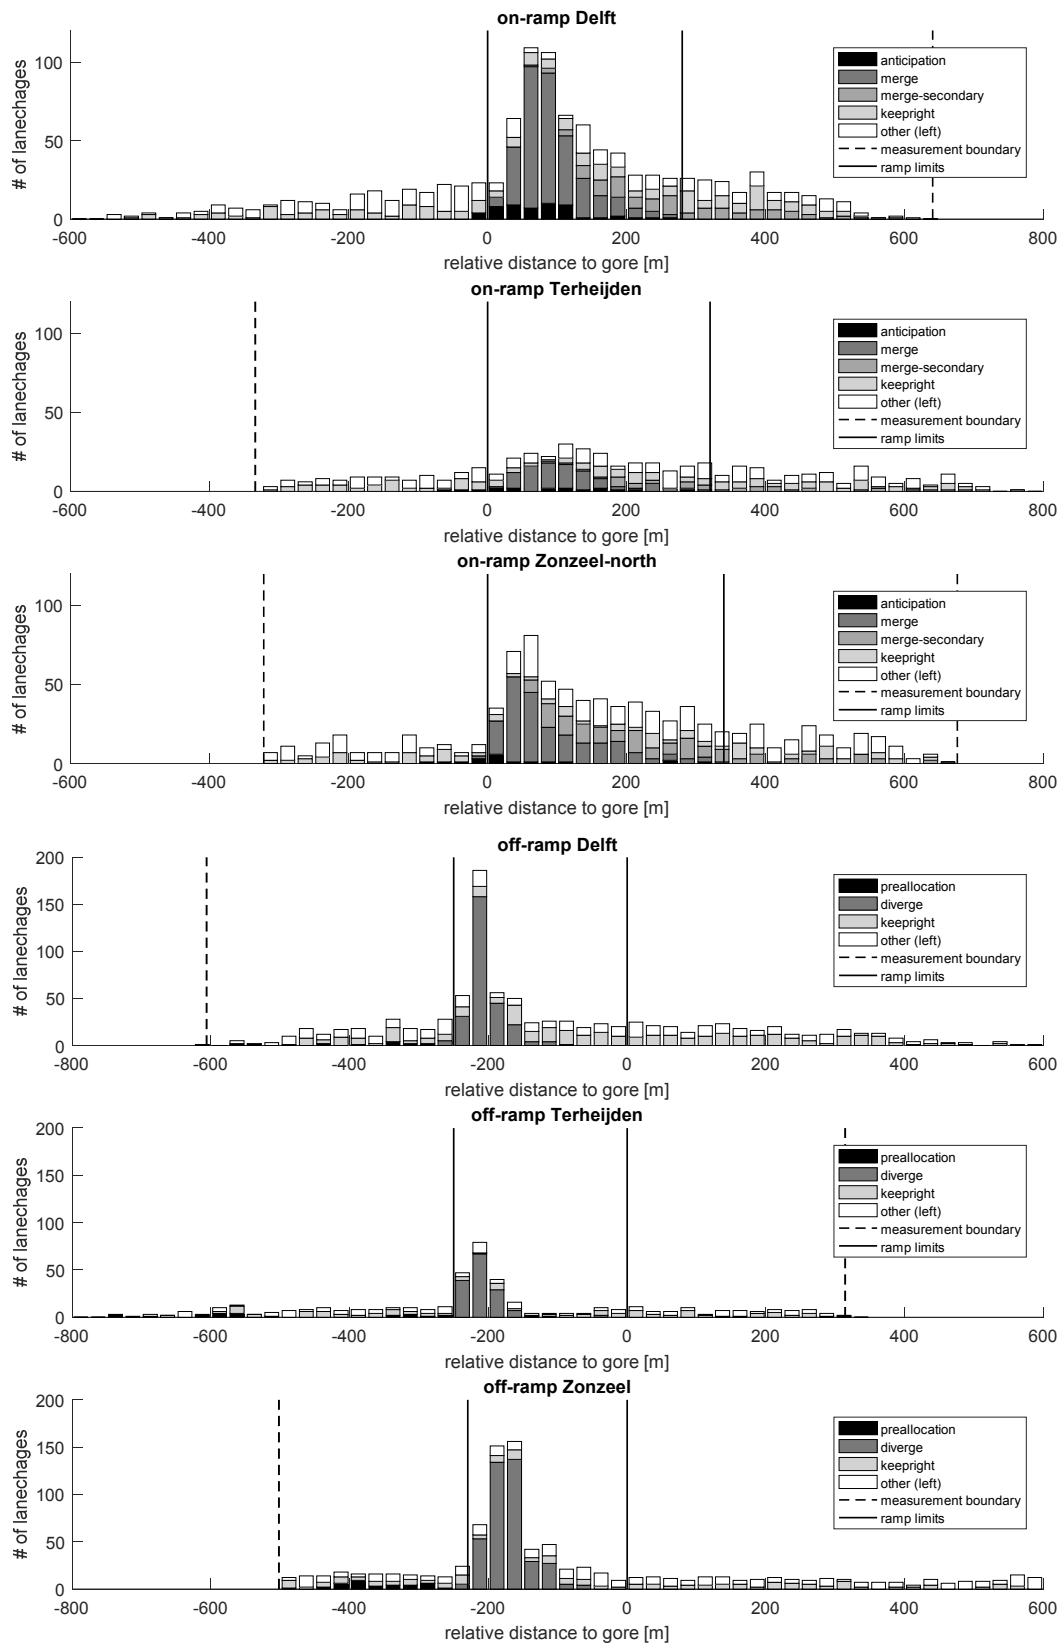 on-ramp Delft
# of lanechages
100
50
0
anticipation
merge
merge-secondary
keepright
other (left)
measurement boundary
ramp limits
-600 -400 -200 0 200 400 600 800
relative distance to gore [m]
on-ramp Terheijden
# of lanechages
100
50
0
anticipation
merge
merge-secondary
keepright
other (left)
measurement boundary
ramp limits
-600 -400 -200 0 200 400 600 800
relative distance to gore [m]
on-ramp Zonzeel-north
# of lanechages
100
50
0
anticipation
merge
merge-secondary
keepright
other (left)
measurement boundary
ramp limits
-600 -400 -200 0 200 400 600 800
relative distance to gore [m]
off-ramp Delft
# of lanechages
200
150
100
50
0
preallocation
diverge
keepright
other (left)
measurement boundary
ramp limits
-800 -600 -400 -200 0 200 400 600
relative distance to gore [m]
off-ramp Terheijden
# of lanechages
200
150
100
50
0
preallocation
diverge
keepright
other (left)
measurement boundary
ramp limits
-800 -600 -400 -200 0 200 400 600
relative distance to gore [m]
off-ramp Zonzeel
# of lanechages
200
150
100
50
0
preallocation
diverge
keepright
other (left)
measurement boundary
ramp limits
-800 -600 -400 -200 0 200 400 600
relative distance to gore [m]